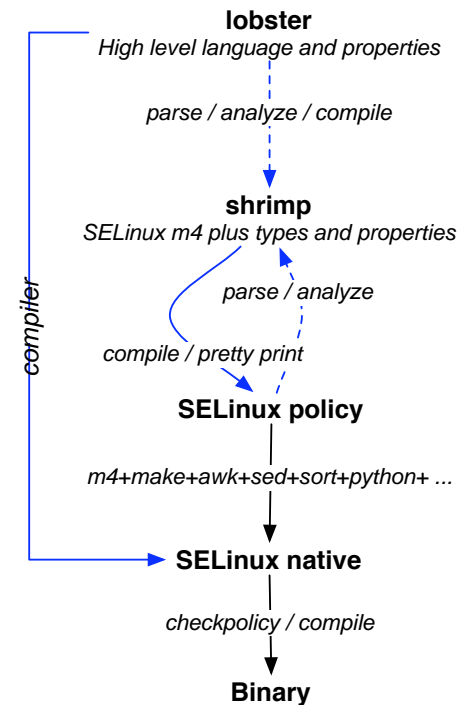 lobster
High level language and properties
parse / analyze / compile
shrimp
SELinux m4 plus types and properties
parse / analyze
compiler
compile / pretty print
SELinux policy
m4+make+awk+sed+sort+python+ ...
SELinux native
checkpolicy / compile
Binary